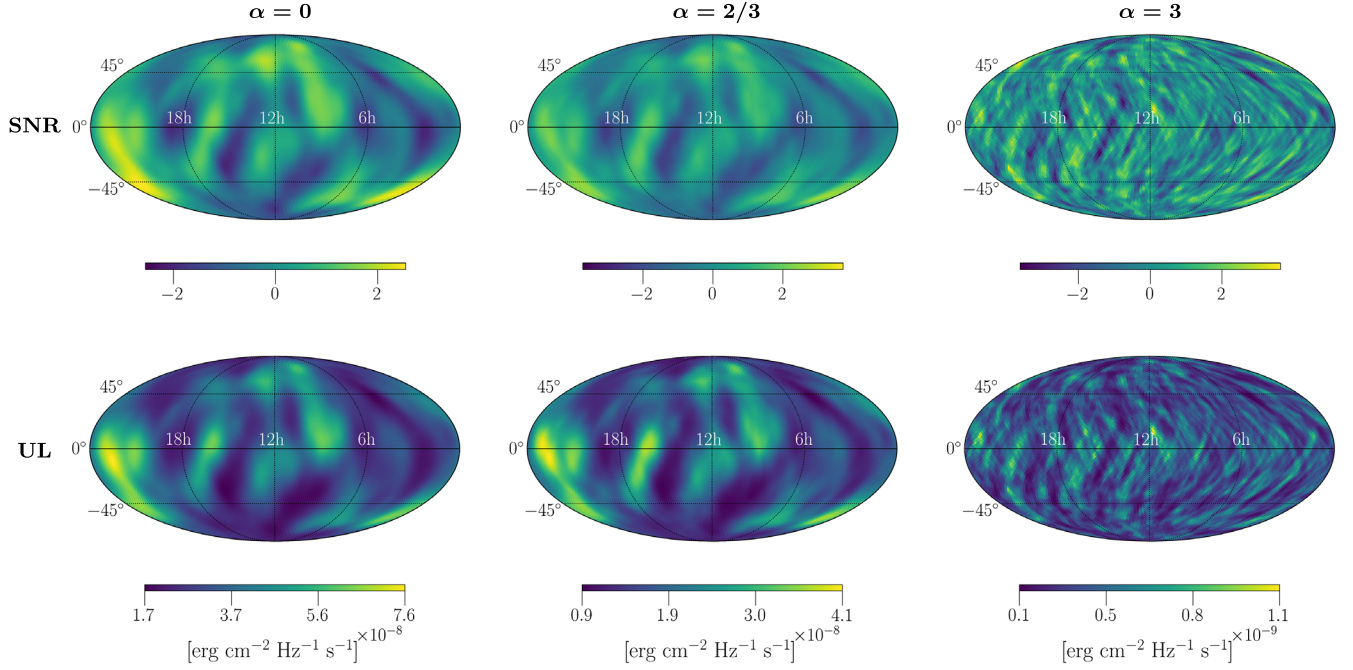 α = 0 α = 2/3 α = 3
SNR
45° 45° 45°
0° 18h 12h 6h 0° 18h 12h 6h 0° 18h 12h 6h
−45° −45° −45°
−2 0 2 −2 0 2 −2 0 2
UL
45° 45° 45°
0° 18h 12h 6h 0° 18h 12h 6h 0° 18h 12h 6h
−45° −45° −45°
1.7 3.7 5.6 7.6 0.9 1.9 3.0 4.1 0.1 0.5 0.8 1.1
[erg cm⁻² Hz⁻¹ s⁻¹]×10⁻⁸ [erg cm⁻² Hz⁻¹ s⁻¹]×10⁻⁸ [erg cm⁻² Hz⁻¹ s⁻¹]×10⁻⁹